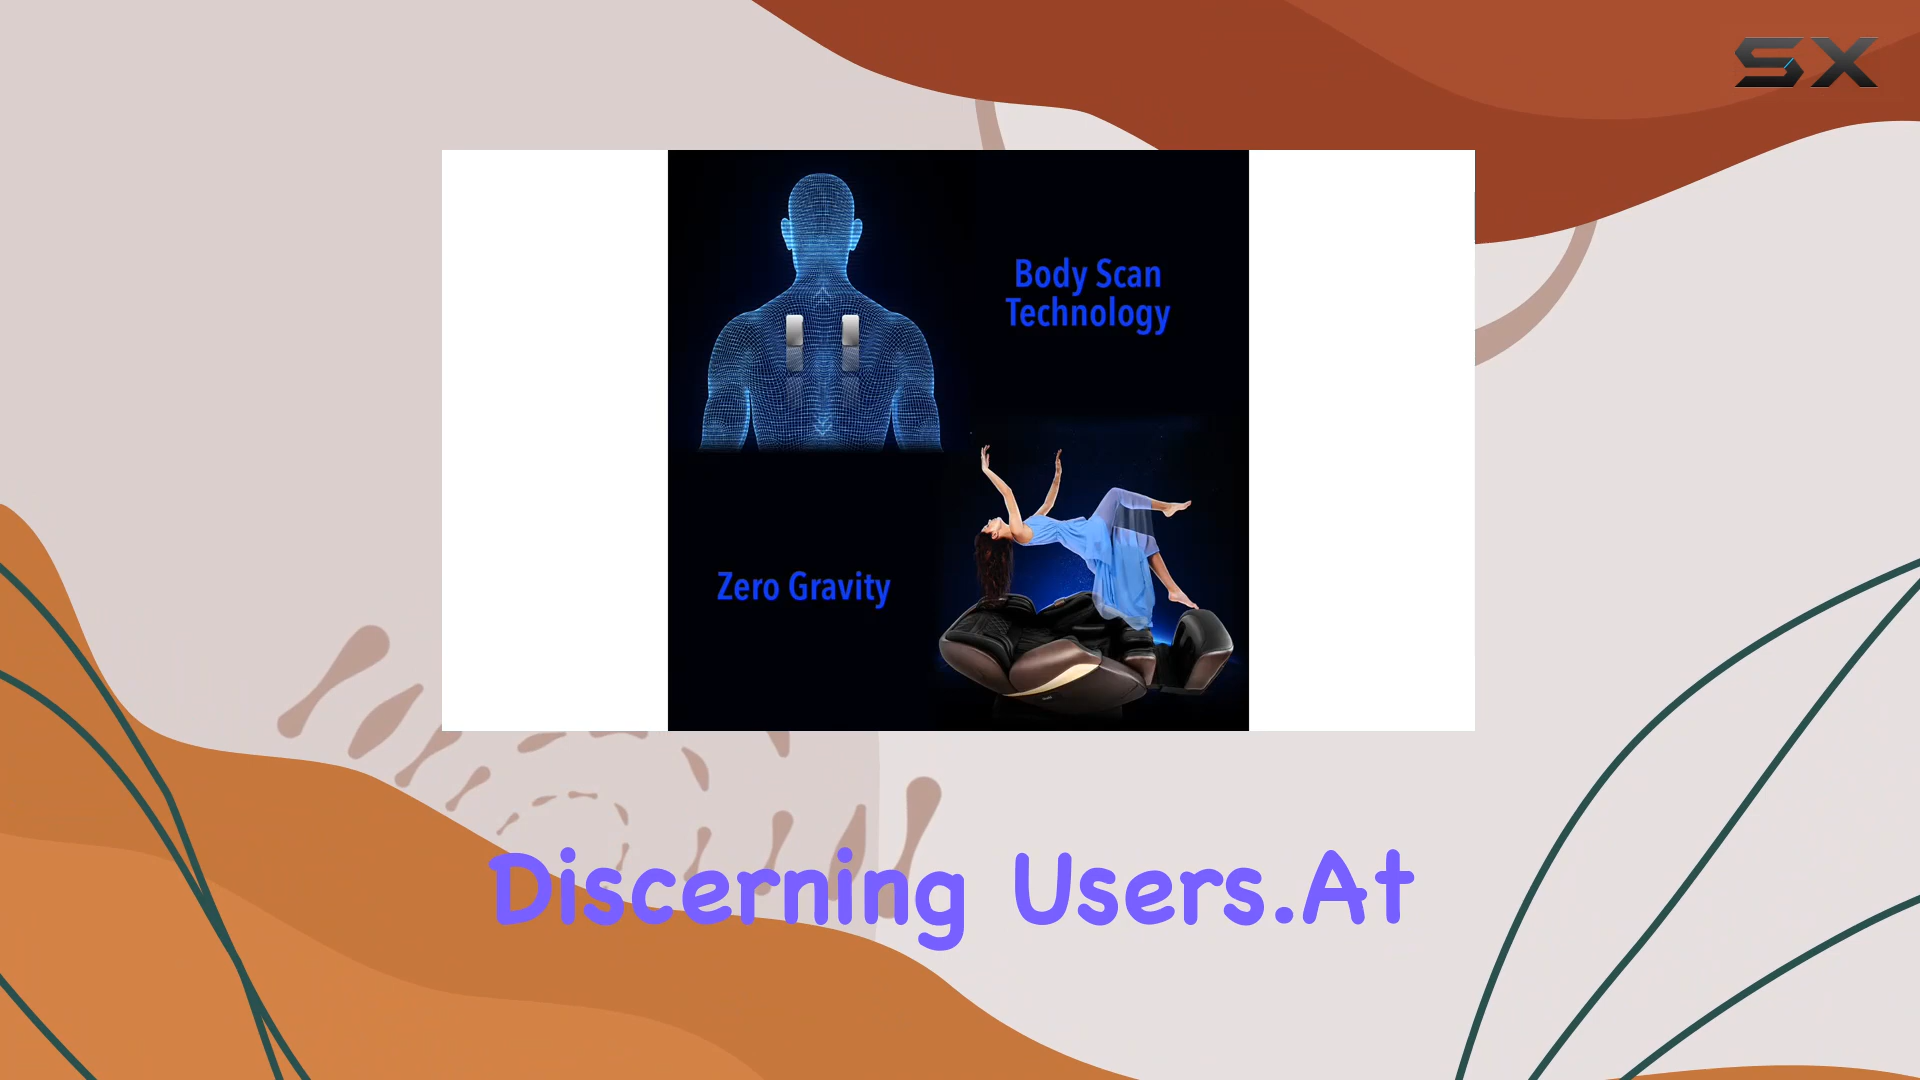 SX
Body Scan
Technology
Zero Gravity
Discerning Users.At